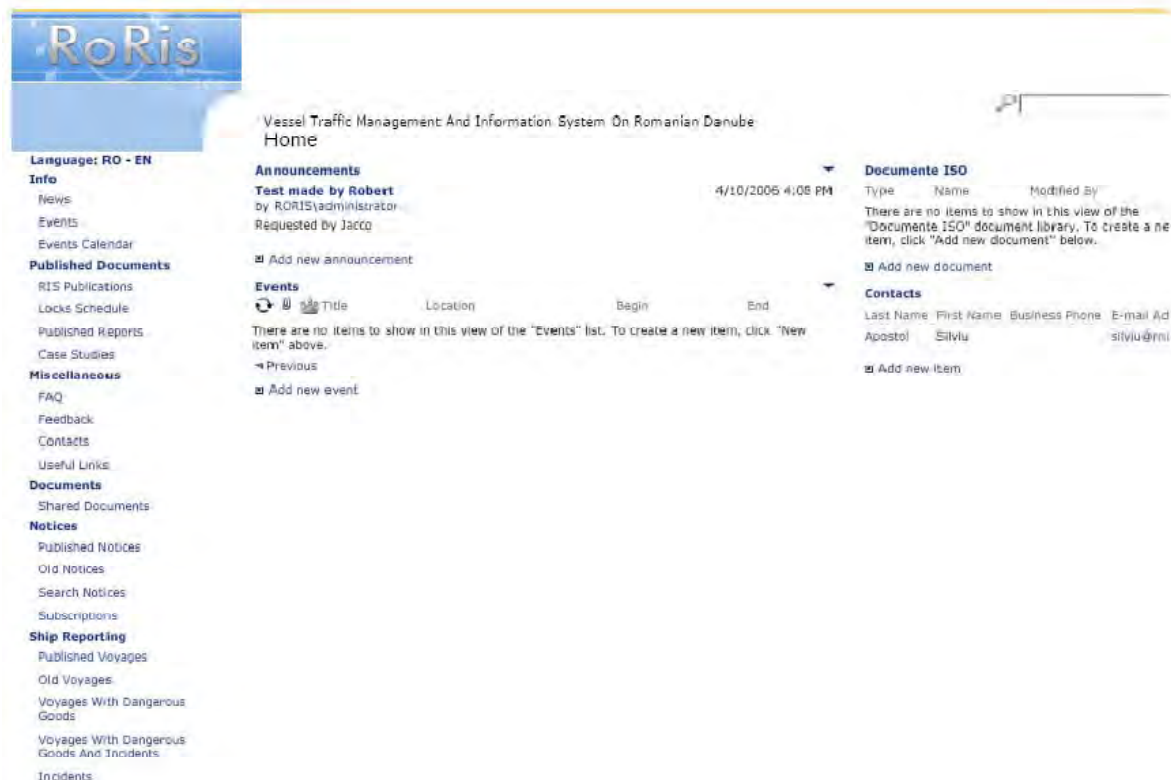 RoRis
Vessel Traffic Management And Information System On Romanian Danube
Home
Language: RO - EN
Info
News
Events
Events Calendar
Published Documents
RIS Publications
Locks Schedule
Published Reports
Case Studies
Miscellaneous
FAQ
Feedback
Contacts
Useful Links
Documents
Shared Documents
Notices
Published Notices
Old Notices
Search Notices
Subscriptions
Ship Reporting
Published Voyages
Old Voyages
Voyages With Dangerous
Goods
Voyages With Dangerous
Goods And Incidents
Incidents
Announcements
Test made by Robert 4/10/2006 4:08 PM
by RORIS\administrator
Requested by Jacco
Add new announcement
Events
Title Location Begin End
There are no items to show in this view of the "Events" list. To create a new item, click "New
item" above.
Previous
Add new event
Documente ISO
Type Name Modified By
There are no items to show in this view of the
"Documente ISO" document library. To create a ne
item, click "Add new document" below.
Add new document
Contacts
Last Name First Name Business Phone E-mail Ad
Apostol Silviu
Add new item